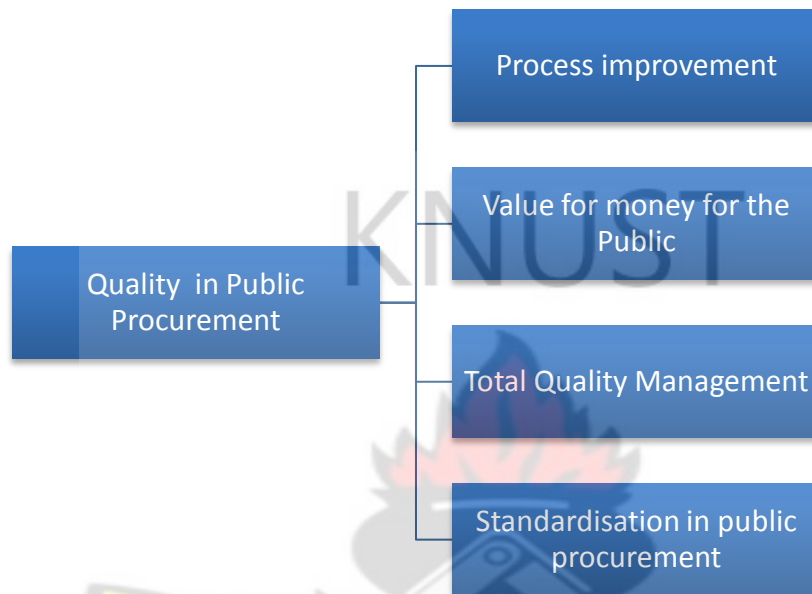 Process improvement
KNUST
Value for money for the
Public
Quality in Public
Procurement
Total Quality Management
Standardisation in public
procurement